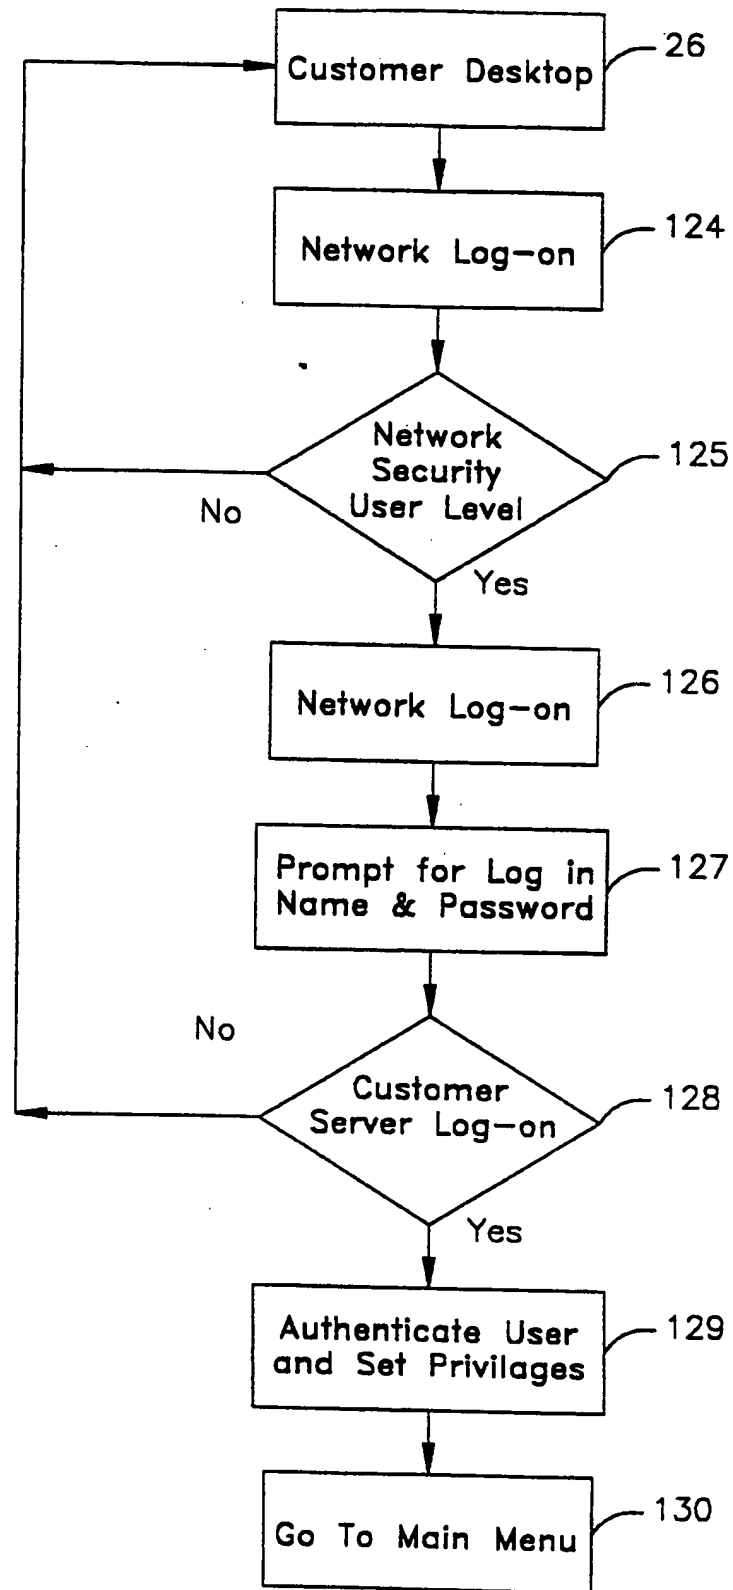 Customer Desktop
26
Network Log-on
124
Network
Security
User Level
125
No
Yes
Network Log-on
126
Prompt for Log in
Name & Password
127
No
Customer
Server Log-on
128
Yes
Authenticate User
and Set Privilages
129
Go To Main Menu
130